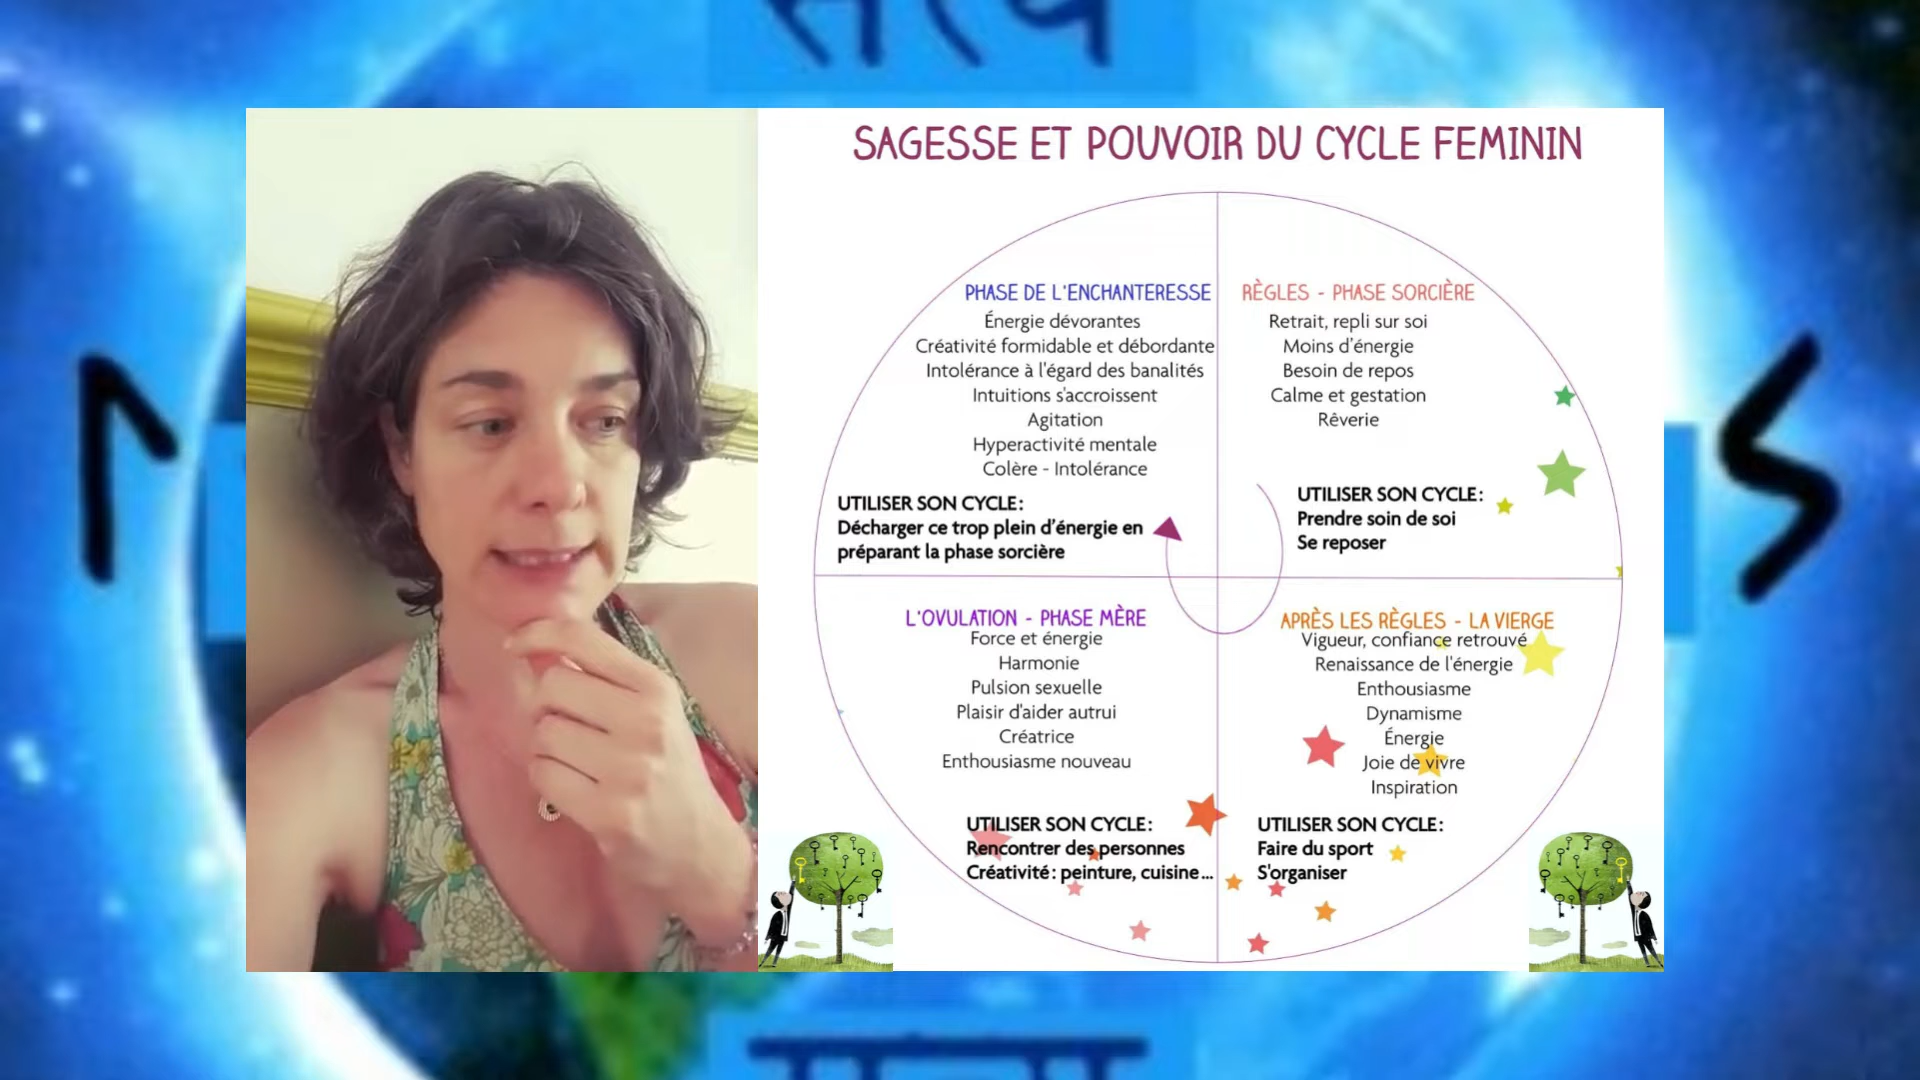 सत्य
SAGESSE ET POUVOIR DU CYCLE FEMININ
PHASE DE L'ENCHANTERESSE
Énergie dévorantes
Créativité formidable et débordante
Intolérance à l'égard des banalités
Intuitions s'accroissent
Agitation
Hyperactivité mentale
Colère - Intolérance
UTILISER SON CYCLE:
Décharger ce trop plein d'énergie en
préparant la phase sorcière
RÈGLES - PHASE SORCIÈRE
Retrait, repli sur soi
Moins d'énergie
Besoin de repos
Calme et gestation
Rêverie
UTILISER SON CYCLE:
Prendre soin de soi
Se reposer
L'OVULATION - PHASE MÈRE
Force et énergie
Harmonie
Pulsion sexuelle
Plaisir d'aider autrui
Créatrice
Enthousiasme nouveau
UTILISER SON CYCLE:
Rencontrer des personnes
Créativité: peinture, cuisine...
APRÈS LES RÈGLES - LA VIERGE
Vigueur, confiance retrouvé
Renaissance de l'énergie
Enthousiasme
Dynamisme
Énergie
Joie de vivre
Inspiration
UTILISER SON CYCLE:
Faire du sport
S'organiser